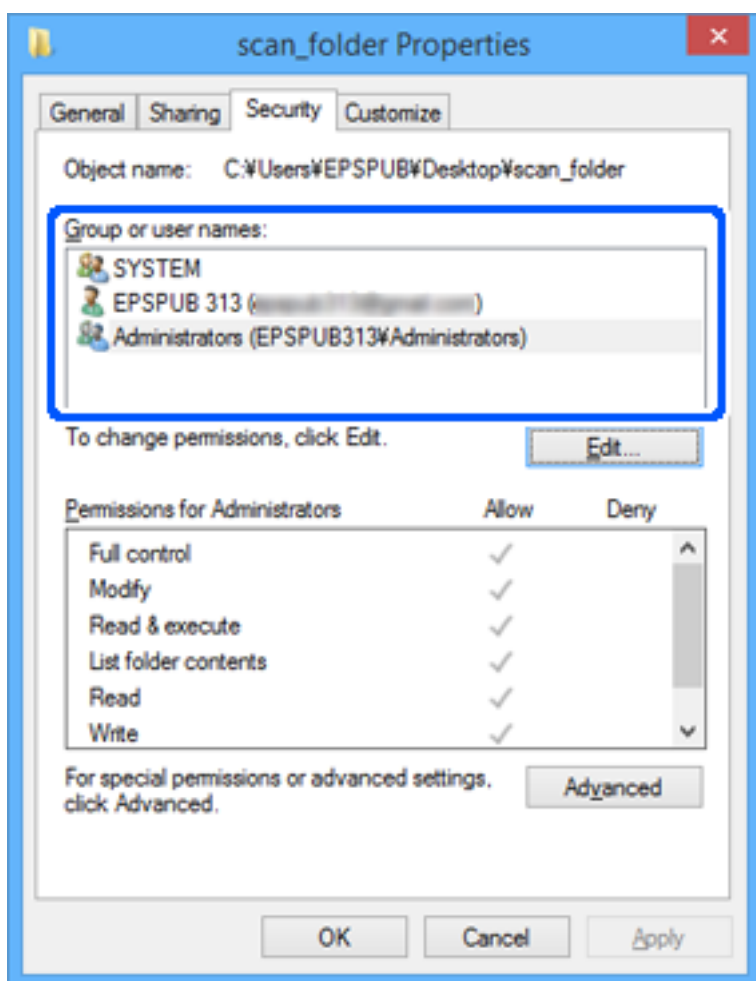 scan_folder Properties
General Sharing Security Customize
Object name: C:¥Users¥EPSPUB¥Desktop¥scan_folder
Group or user names:
SYSTEM
EPSPUB 313 ( )
Administrators (EPSPUB313¥Administrators)
To change permissions, click Edit.
Edit...
Permissions for Administrators Allow Deny
Full control
Modify
Read & execute
List folder contents
Read
Write
For special permissions or advanced settings,
click Advanced.
Advanced
OK Cancel Apply